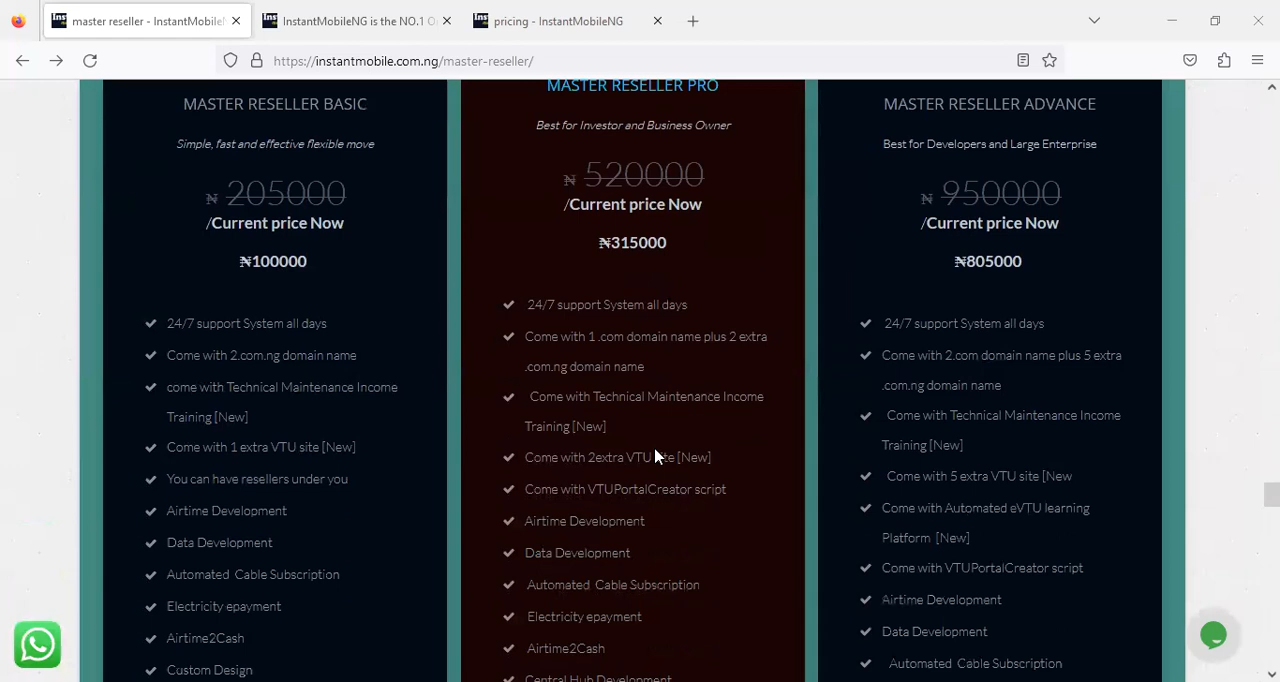 master reseller - InstantMobileN
InstantMobileNG is the NO.1 O
pricing - InstantMobileNG
https://instantmobile.com.ng/master-reseller/
MASTER RESELLER BASIC
Simple, fast and effective flexible move
₦ 205000
/Current price Now
₦100000
24/7 support System all days
Come with 2.com.ng domain name
come with Technical Maintenance Income
Training [New]
Come with 1 extra VTU site [New]
You can have resellers under you
Airtime Development
Data Development
Automated Cable Subscription
Electricity epayment
Airtime2Cash
Custom Design
MASTER RESELLER PRO
Best for Investor and Business Owner
₦ 520000
/Current price Now
₦315000
24/7 support System all days
Come with 1 .com domain name plus 2 extra
.com.ng domain name
Come with Technical Maintenance Income
Training [New]
Come with 2extra VTU site [New]
Come with VTUPortalCreator script
Airtime Development
Data Development
Automated Cable Subscription
Electricity epayment
Airtime2Cash
Central Hub Development
MASTER RESELLER ADVANCE
Best for Developers and Large Enterprise
₦ 950000
/Current price Now
₦805000
24/7 support System all days
Come with 2.com domain name plus 5 extra
.com.ng domain name
Come with Technical Maintenance Income
Training [New]
Come with 5 extra VTU site [New
Come with Automated eVTU learning
Platform [New]
Come with VTUPortalCreator script
Airtime Development
Data Development
Automated Cable Subscription